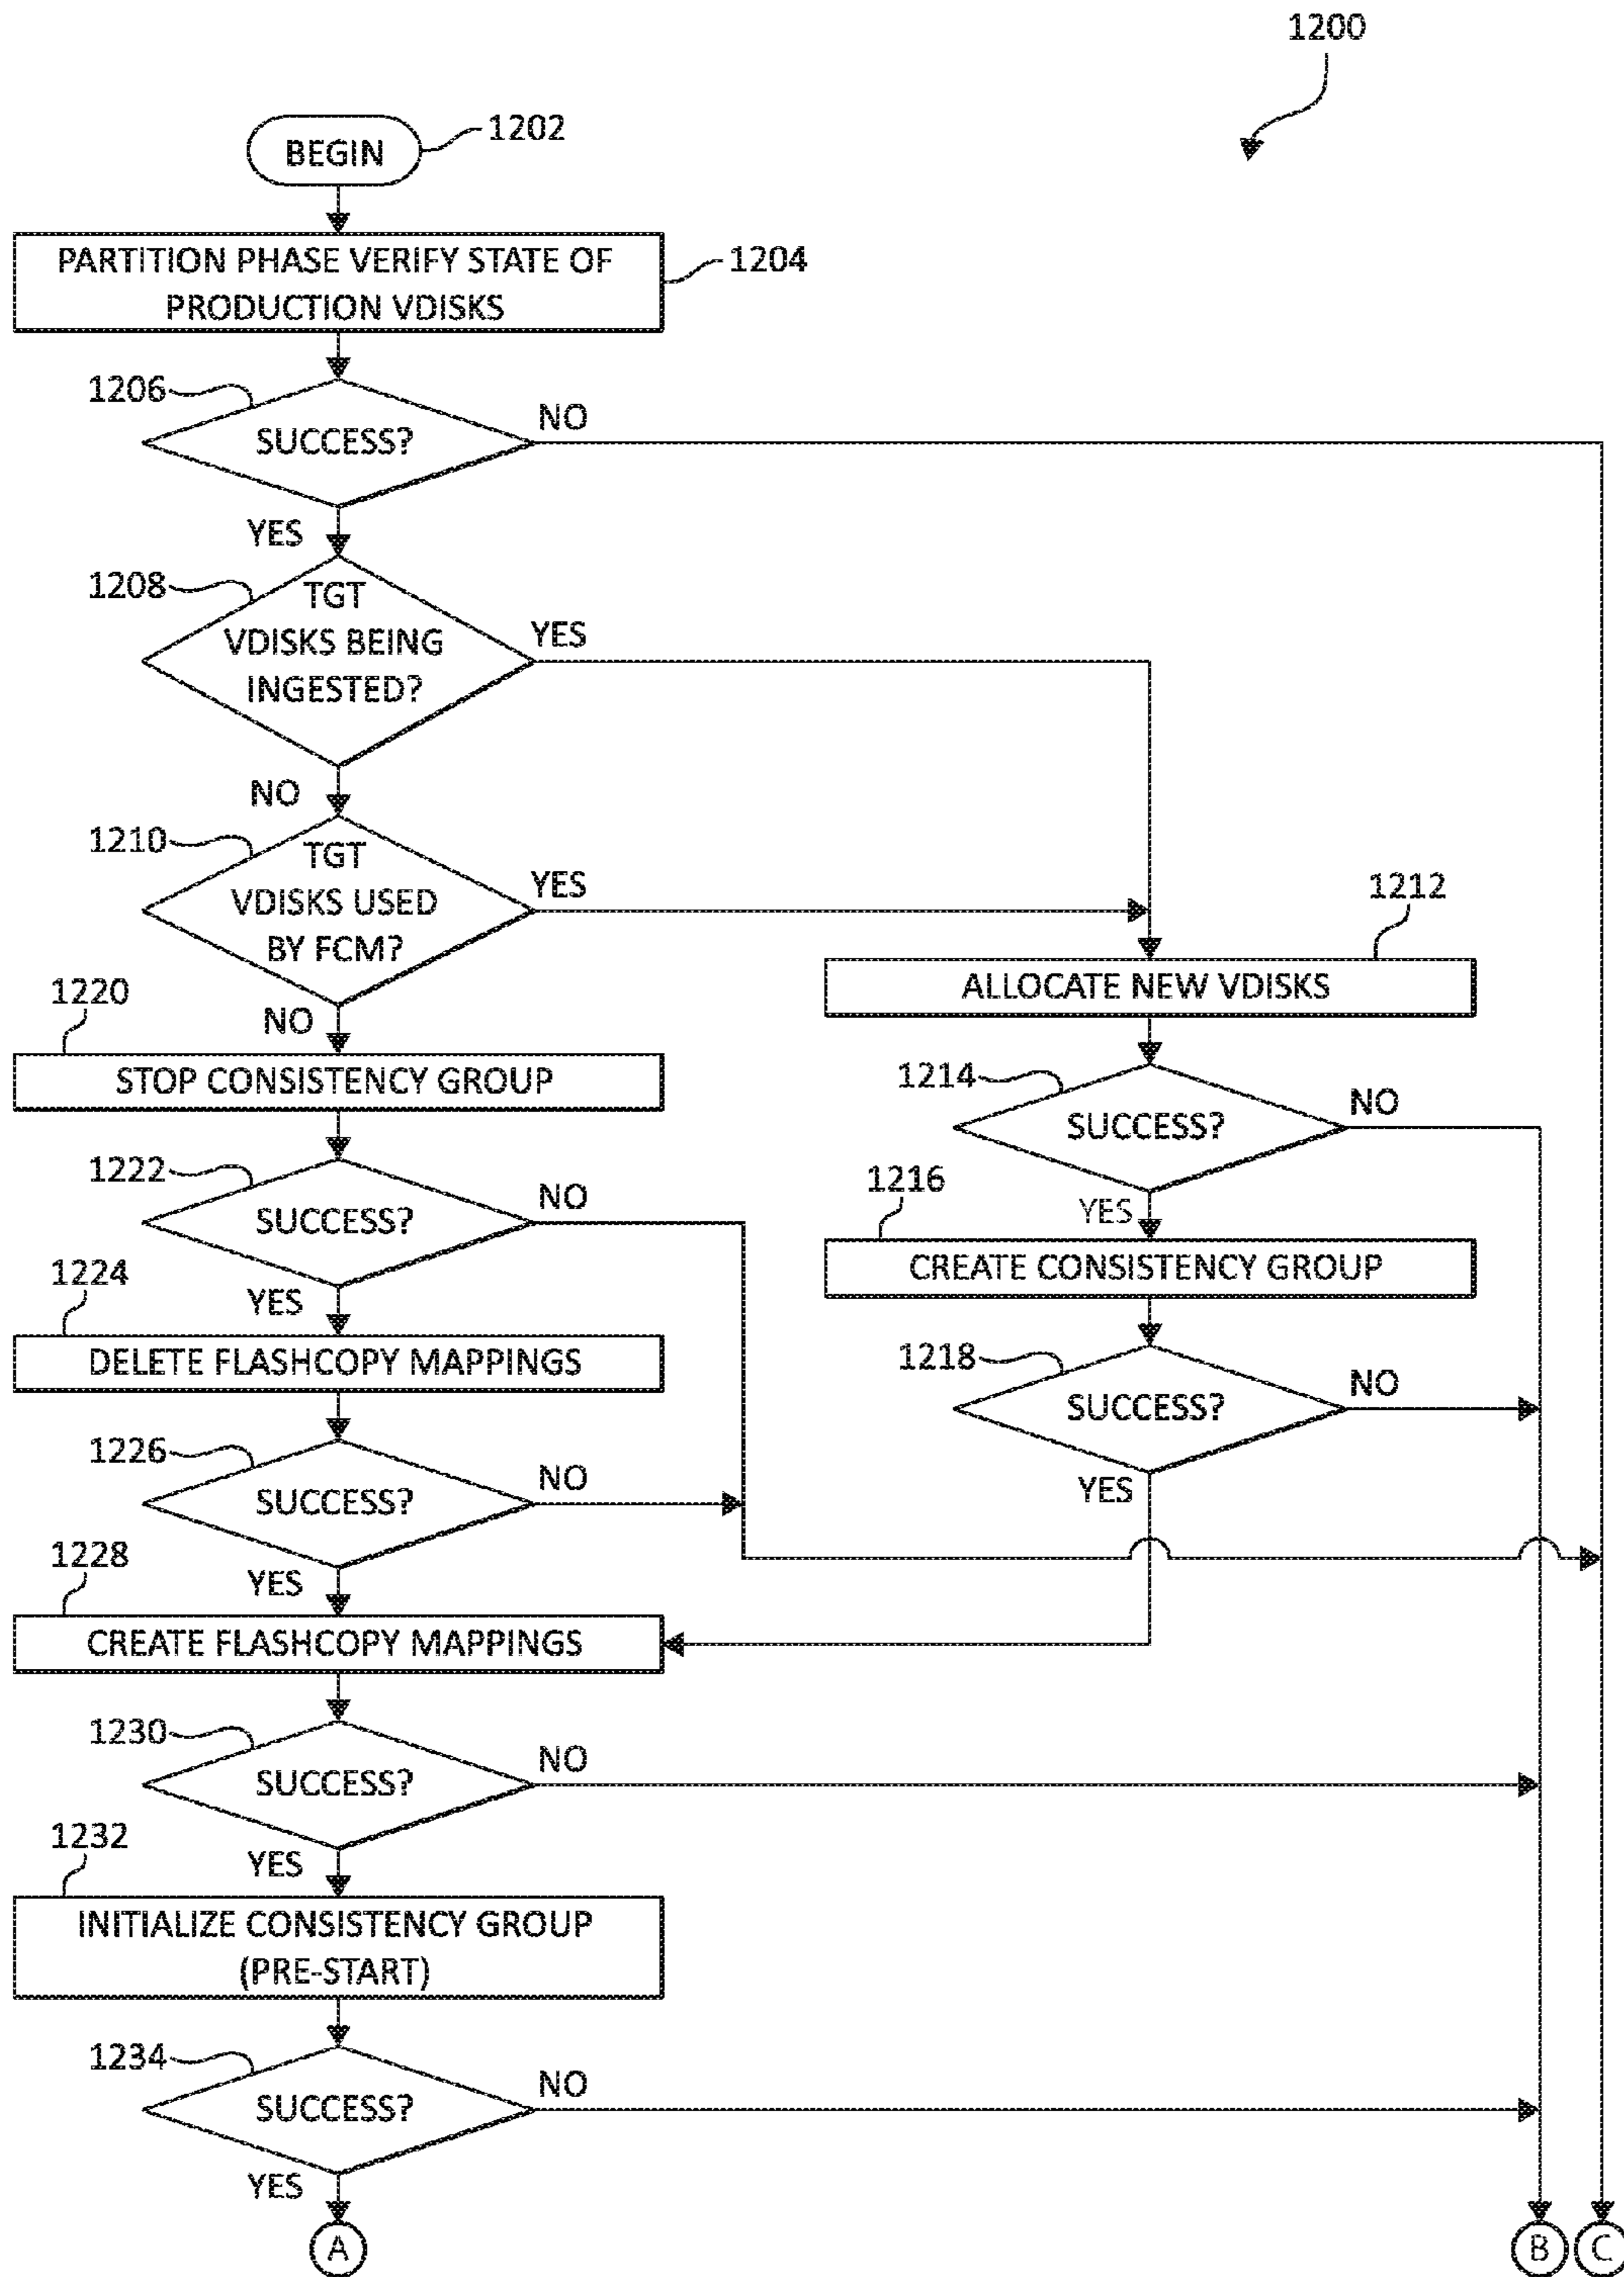 1200
1202
BEGIN
PARTITION PHASE VERIFY STATE OF
PRODUCTION VDISKS
1204
1206
SUCCESS?
NO
YES
1208
TGT
VDISKS BEING
INGESTED?
YES
NO
1210
TGT
VDISKS USED
BY FCM?
YES
NO
1212
ALLOCATE NEW VDISKS
1214
SUCCESS?
NO
YES
1216
CREATE CONSISTENCY GROUP
1218
SUCCESS?
NO
YES
1220
STOP CONSISTENCY GROUP
1222
SUCCESS?
NO
YES
1224
DELETE FLASHCOPY MAPPINGS
1226
SUCCESS?
NO
YES
1228
CREATE FLASHCOPY MAPPINGS
1230
SUCCESS?
NO
YES
1232
INITIALIZE CONSISTENCY GROUP
(PRE-START)
1234
SUCCESS?
NO
YES
A
B
C